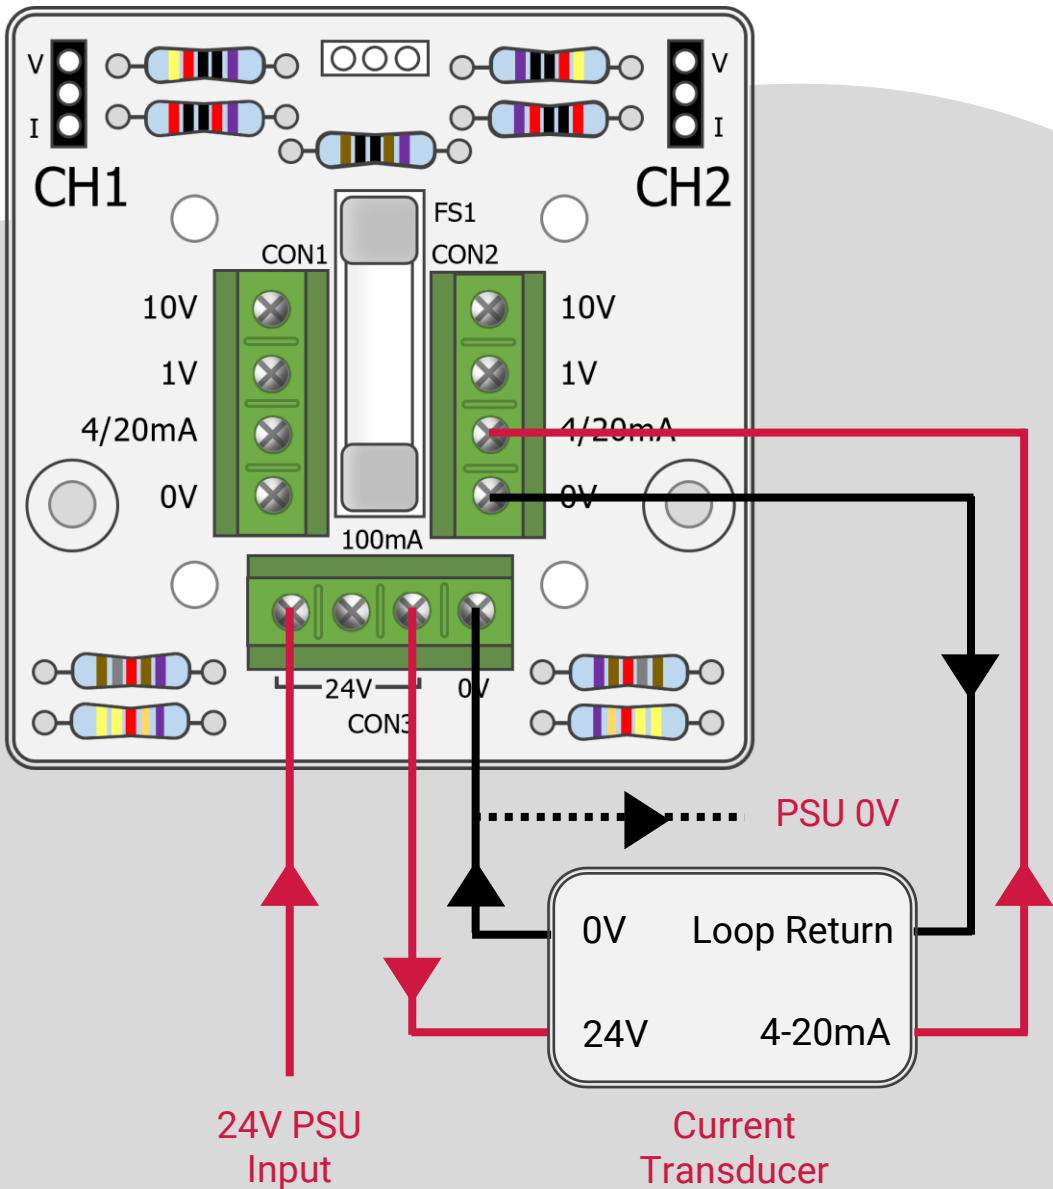 V
I
CH1
V
I
CH2
FS1
CON1
CON2
10V
10V
1V
1V
4/20mA
4/20mA
0V
0V
100mA
24V
0V
CON3
PSU 0V
0V
Loop Return
24V
4-20mA
24V PSU
Input
Current
Transducer